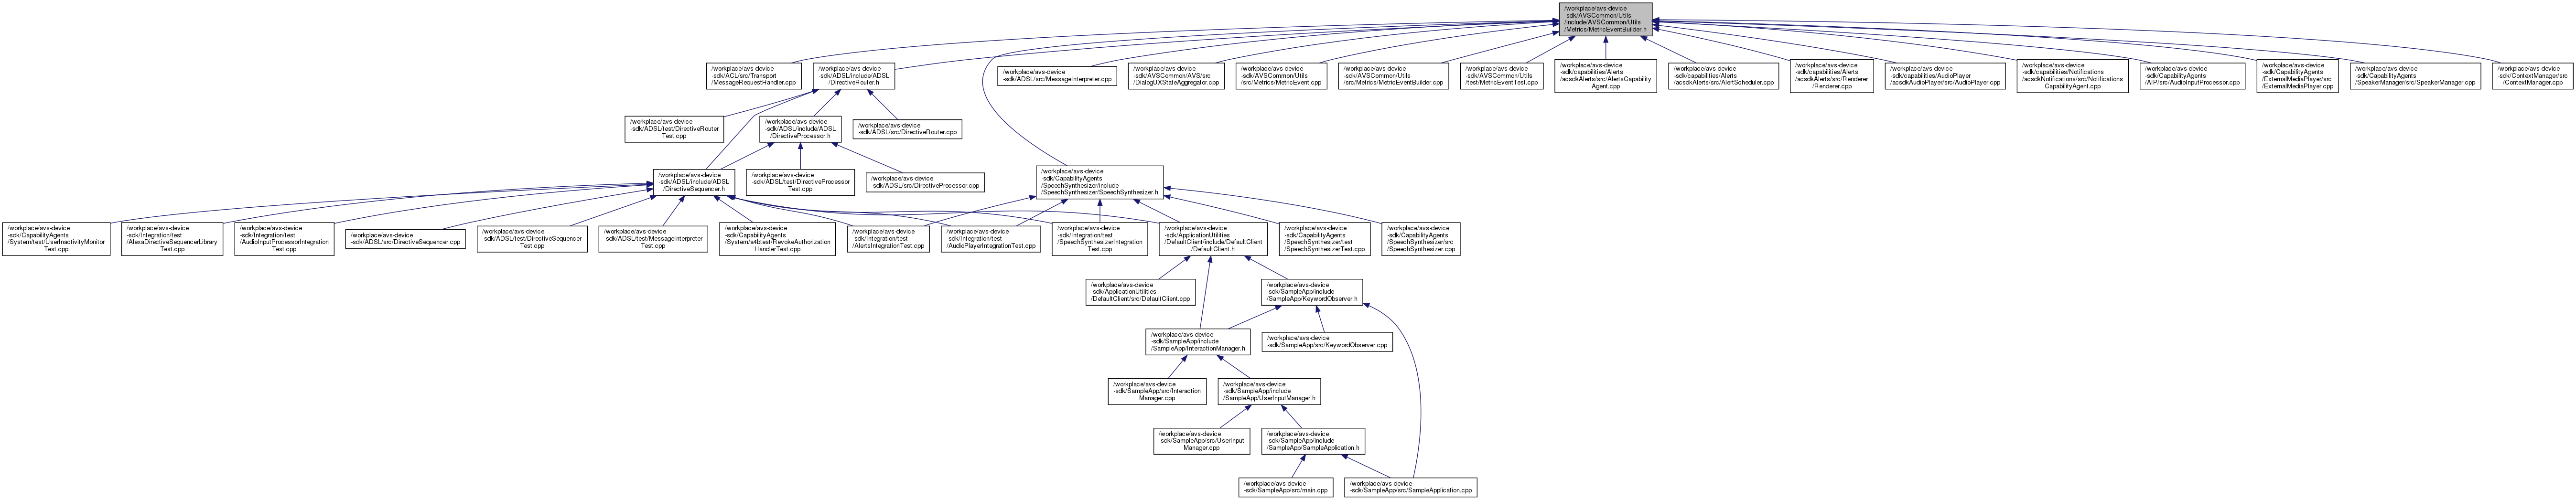 /workplace/avs-device
-sdk/AVSCommon/Utils
/include/AVSCommon/Utils
/Metrics/MetricEventBuilder.h
/workplace/avs-device
-sdk/ACL/src/Transport
/MessageRequestHandler.cpp
/workplace/avs-device
-sdk/ADSL/include/ADSL
/DirectiveRouter.h
/workplace/avs-device
-sdk/ADSL/src/MessageInterpreter.cpp
/workplace/avs-device
-sdk/AVSCommon/AVS/src
/DialogUXStateAggregator.cpp
/workplace/avs-device
-sdk/AVSCommon/Utils
/src/Metrics/MetricEvent.cpp
/workplace/avs-device
-sdk/AVSCommon/Utils
/src/Metrics/MetricEventBuilder.cpp
/workplace/avs-device
-sdk/AVSCommon/Utils
/test/MetricEventTest.cpp
/workplace/avs-device
-sdk/capabilities/Alerts
/acsdkAlerts/src/AlertsCapability
Agent.cpp
/workplace/avs-device
-sdk/capabilities/Alerts
/acsdkAlerts/src/AlertScheduler.cpp
/workplace/avs-device
-sdk/capabilities/Alerts
/acsdkAlerts/src/Renderer
/Renderer.cpp
/workplace/avs-device
-sdk/capabilities/AudioPlayer
/acsdkAudioPlayer/src/AudioPlayer.cpp
/workplace/avs-device
-sdk/capabilities/Notifications
/acsdkNotifications/src/Notifications
CapabilityAgent.cpp
/workplace/avs-device
-sdk/CapabilityAgents
/AIP/src/AudioInputProcessor.cpp
/workplace/avs-device
-sdk/CapabilityAgents
/ExternalMediaPlayer/src
/ExternalMediaPlayer.cpp
/workplace/avs-device
-sdk/CapabilityAgents
/SpeakerManager/src/SpeakerManager.cpp
/workplace/avs-device
-sdk/ContextManager/src
/ContextManager.cpp
/workplace/avs-device
-sdk/ADSL/test/DirectiveRouter
Test.cpp
/workplace/avs-device
-sdk/ADSL/include/ADSL
/DirectiveProcessor.h
/workplace/avs-device
-sdk/ADSL/src/DirectiveRouter.cpp
/workplace/avs-device
-sdk/ADSL/include/ADSL
/DirectiveSequencer.h
/workplace/avs-device
-sdk/ADSL/test/DirectiveProcessor
Test.cpp
/workplace/avs-device
-sdk/ADSL/src/DirectiveProcessor.cpp
/workplace/avs-device
-sdk/CapabilityAgents
/SpeechSynthesizer/include
/SpeechSynthesizer/SpeechSynthesizer.h
/workplace/avs-device
-sdk/CapabilityAgents
/System/test/UserInactivityMonitor
Test.cpp
/workplace/avs-device
-sdk/Integration/test
/AlexaDirectiveSequencerLibrary
Test.cpp
/workplace/avs-device
-sdk/Integration/test
/AudioInputProcessorIntegration
Test.cpp
/workplace/avs-device
-sdk/ADSL/src/DirectiveSequencer.cpp
/workplace/avs-device
-sdk/ADSL/test/DirectiveSequencer
Test.cpp
/workplace/avs-device
-sdk/ADSL/test/MessageInterpreter
Test.cpp
/workplace/avs-device
-sdk/CapabilityAgents
/System/a4btest/RevokeAuthorization
HandlerTest.cpp
/workplace/avs-device
-sdk/Integration/test
/AlertsIntegrationTest.cpp
/workplace/avs-device
-sdk/Integration/test
/AudioPlayerIntegrationTest.cpp
/workplace/avs-device
-sdk/Integration/test
/SpeechSynthesizerIntegration
Test.cpp
/workplace/avs-device
-sdk/ApplicationUtilities
/DefaultClient/include/DefaultClient
/DefaultClient.h
/workplace/avs-device
-sdk/CapabilityAgents
/SpeechSynthesizer/test
/SpeechSynthesizerTest.cpp
/workplace/avs-device
-sdk/CapabilityAgents
/SpeechSynthesizer/src
/SpeechSynthesizer.cpp
/workplace/avs-device
-sdk/ApplicationUtilities
/DefaultClient/src/DefaultClient.cpp
/workplace/avs-device
-sdk/SampleApp/include
/SampleApp/KeywordObserver.h
/workplace/avs-device
-sdk/SampleApp/include
/SampleApp/InteractionManager.h
/workplace/avs-device
-sdk/SampleApp/src/KeywordObserver.cpp
/workplace/avs-device
-sdk/SampleApp/src/Interaction
Manager.cpp
/workplace/avs-device
-sdk/SampleApp/include
/SampleApp/UserInputManager.h
/workplace/avs-device
-sdk/SampleApp/src/UserInput
Manager.cpp
/workplace/avs-device
-sdk/SampleApp/include
/SampleApp/SampleApplication.h
/workplace/avs-device
-sdk/SampleApp/src/main.cpp
/workplace/avs-device
-sdk/SampleApp/src/SampleApplication.cpp